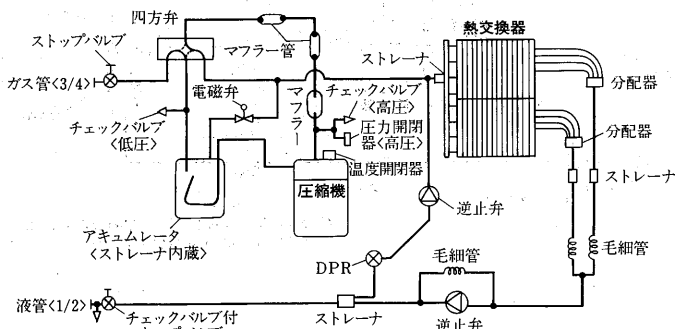 四方弁
ストップバルブ
マフラー管
熱交換器
ストレーナ
ガス管<3/4>
電磁弁
マフラー
チェックバルブ
<高圧>
分配器
チェックバルブ
<低圧>
圧力開閉
器<高圧>
分配器
温度開閉器
圧縮機
ストレーナ
アキュムレータ
<ストレーナ内蔵>
逆止弁
DPR
毛細管
毛細管
液管<1/2>
チェックバルブ付
ストレーナ
逆止弁